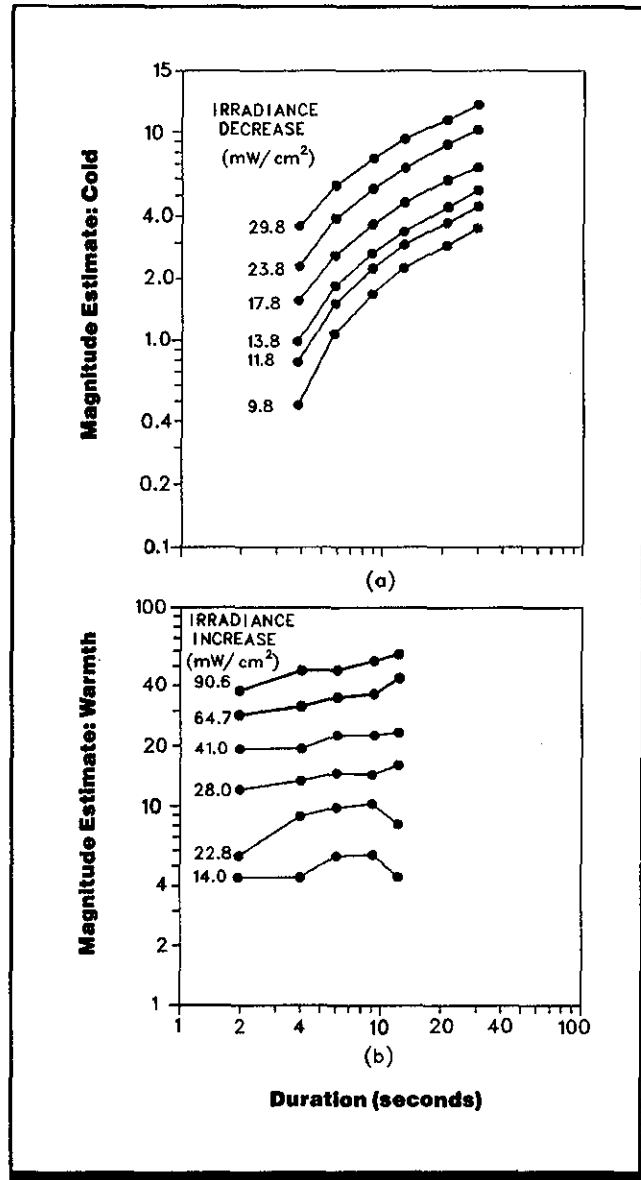 Magnitude Estimate: Cold
15
10
4.0
2.0
1.0
0.4
0.2
0.1
IRRADIANCE
DECREASE
(mW/cm²)
29.8
23.8
17.8
13.8
11.8
9.8
(a)
Magnitude Estimate: Warmth
100
40
20
10
4
2
1
IRRADIANCE
INCREASE
(mW/cm²)
90.6
64.7
41.0
28.0
22.8
14.0
1 2 4 10 20 40 100
(b)
Duration (seconds)